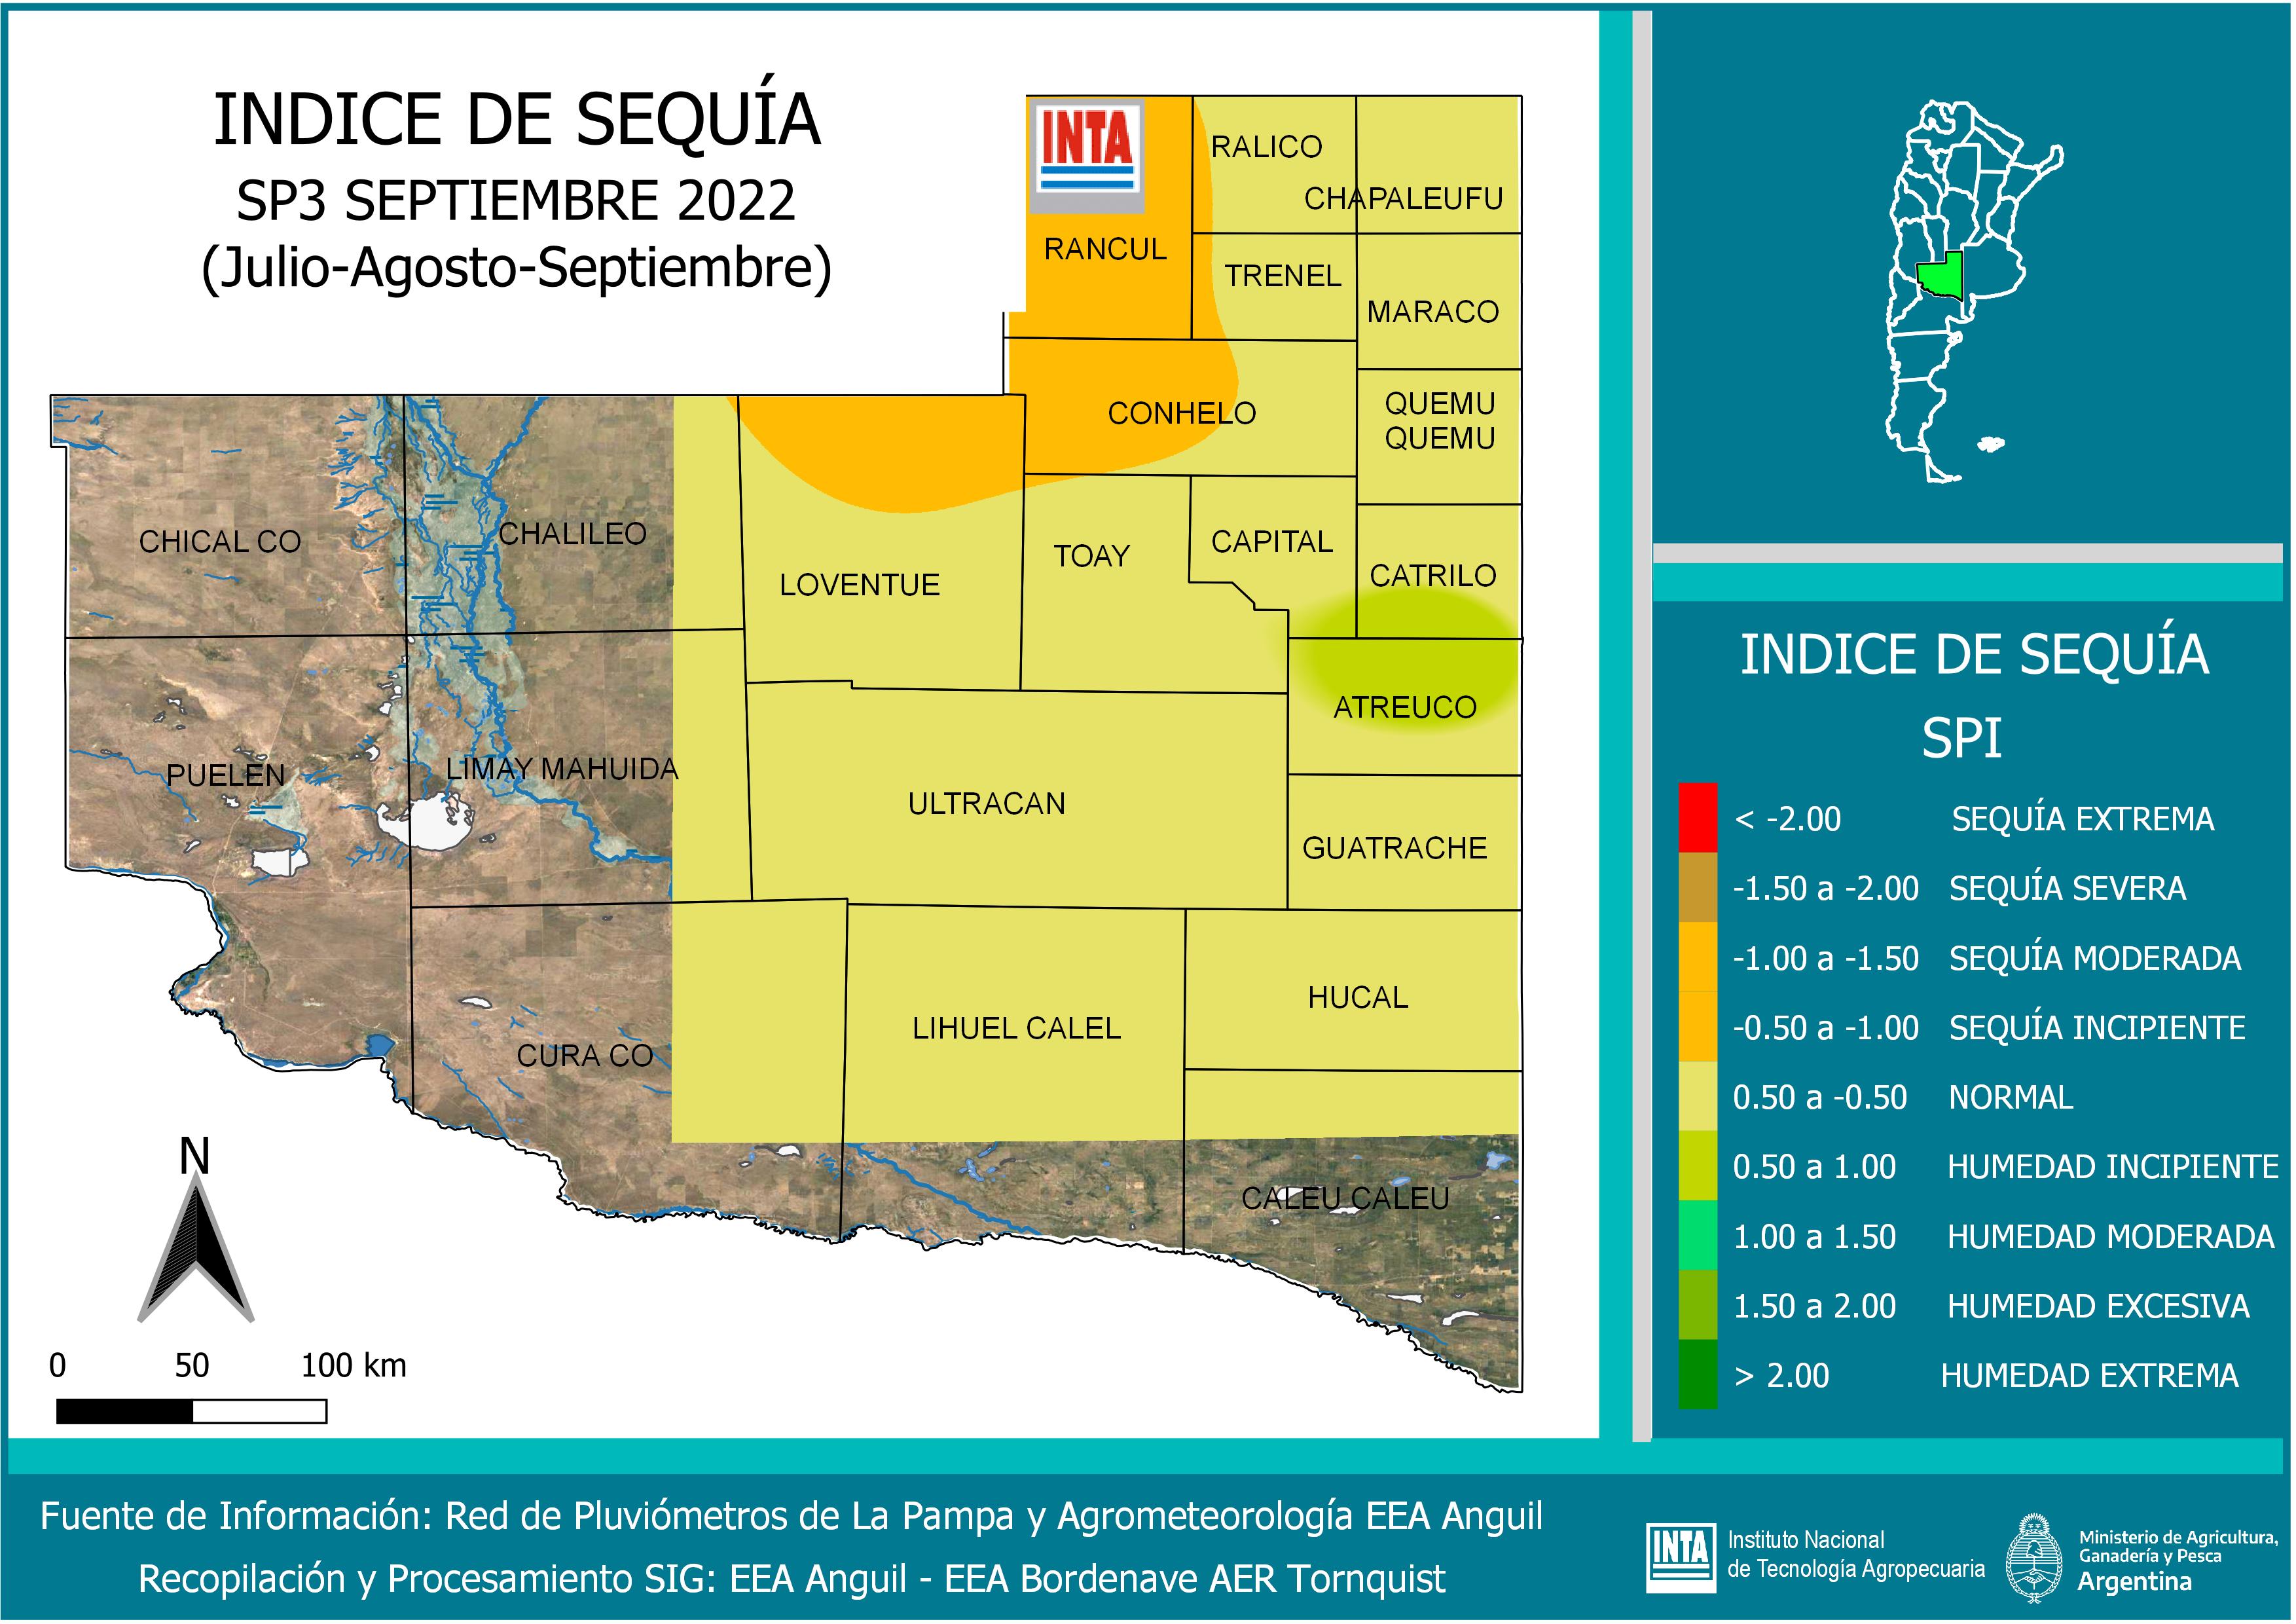 INDICE DE SEQUÍA
SP3 SEPTIEMBRE 2022
(Julio-Agosto-Septiembre)
INTA
RALICO
CHAPALEUFU
RANCUL
TRENEL
MARACO
CONHELO
QUEMU
QUEMU
CHICAL CO
CHALILEO
LOVENTUE
TOAY
CAPITAL
CATRILO
ATREUCO
PUELEN
LIMAY MAHUIDA
ULTRACAN
GUATRACHE
HUCAL
LIHUEL CALEL
CURA CO
CALEU CALEU
N
0 50 100 km
INDICE DE SEQUÍA
SPI
< -2.00 SEQUÍA EXTREMA
-1.50 a -2.00 SEQUÍA SEVERA
-1.00 a -1.50 SEQUÍA MODERADA
-0.50 a -1.00 SEQUÍA INCIPIENTE
0.50 a -0.50 NORMAL
0.50 a 1.00 HUMEDAD INCIPIENTE
1.00 a 1.50 HUMEDAD MODERADA
1.50 a 2.00 HUMEDAD EXCESIVA
> 2.00 HUMEDAD EXTREMA
Fuente de Información: Red de Pluviómetros de La Pampa y Agrometeorología EEA Anguil
Recopilación y Procesamiento SIG: EEA Anguil - EEA Bordenave AER Tornquist
INTA
Instituto Nacional
de Tecnología Agropecuaria
Ministerio de Agricultura,
Ganadería y Pesca
Argentina